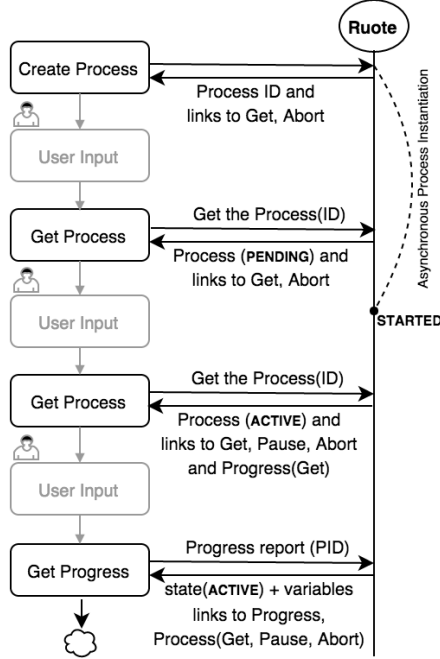 Ruote
Create Process
Process ID and
links to Get, Abort
Asynchronous Process Instantiation
User Input
Get the Process(ID)
Get Process
Process (PENDING) and
links to Get, Abort
STARTED
User Input
Get the Process(ID)
Get Process
Process (ACTIVE) and
links to Get, Pause, Abort
and Progress(Get)
User Input
Progress report (PID)
Get Progress
state(ACTIVE) + variables
links to Progress,
Process(Get, Pause, Abort)